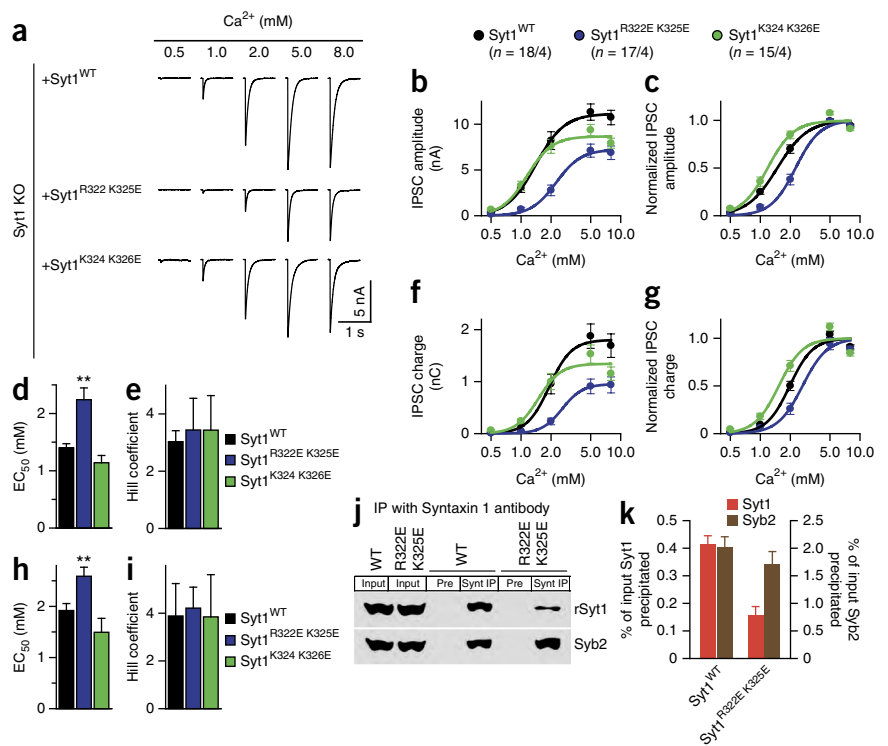 a
Ca2+ (mM)
0.5 1.0 2.0 5.0 8.0
Syt1 KO
+Syt1WT
+Syt1R322 K325E
+Syt1K324 K326E
5 nA
1 s
Syt1WT
(n = 18/4)
Syt1R322E K325E
(n = 17/4)
Syt1K324 K326E
(n = 15/4)
b
IPSC amplitude
(nA)
10
5
0
0.5 1.0 2.0 5.0 10.0
Ca2+ (mM)
c
Normalized IPSC
amplitude
1.0
0.5
0
0.5 1.0 2.0 5.0 10.0
Ca2+ (mM)
d
EC50 (mM)
3
2
1
0
**
e
Hill coefficient
6
4
2
0
Syt1WT
Syt1R322E K325E
Syt1K324 K326E
f
IPSC charge
(nC)
2
1
0
0.5 1.0 2.0 5.0 10.0
Ca2+ (mM)
g
Normalized IPSC
charge
1.0
0.5
0
0.5 1.0 2.0 5.0 10.0
Ca2+ (mM)
h
EC50 (mM)
3
2
1
0
**
i
Hill coefficient
6
4
2
0
Syt1WT
Syt1R322E K325E
Syt1K324 K326E
j
IP with Syntaxin 1 antibody
WT
R322E
K325E
WT
R322E
K325E
Input Input Pre Synt IP Pre Synt IP
rSyt1
Syb2
k
Syt1
Syb2
% of input Syt1
precipitated
0.5
0.4
0.3
0.2
0.1
0
% of input Syb2
precipitated
2.5
2.0
1.5
1.0
0.5
0
Syt1WT
Syt1R322E K325E